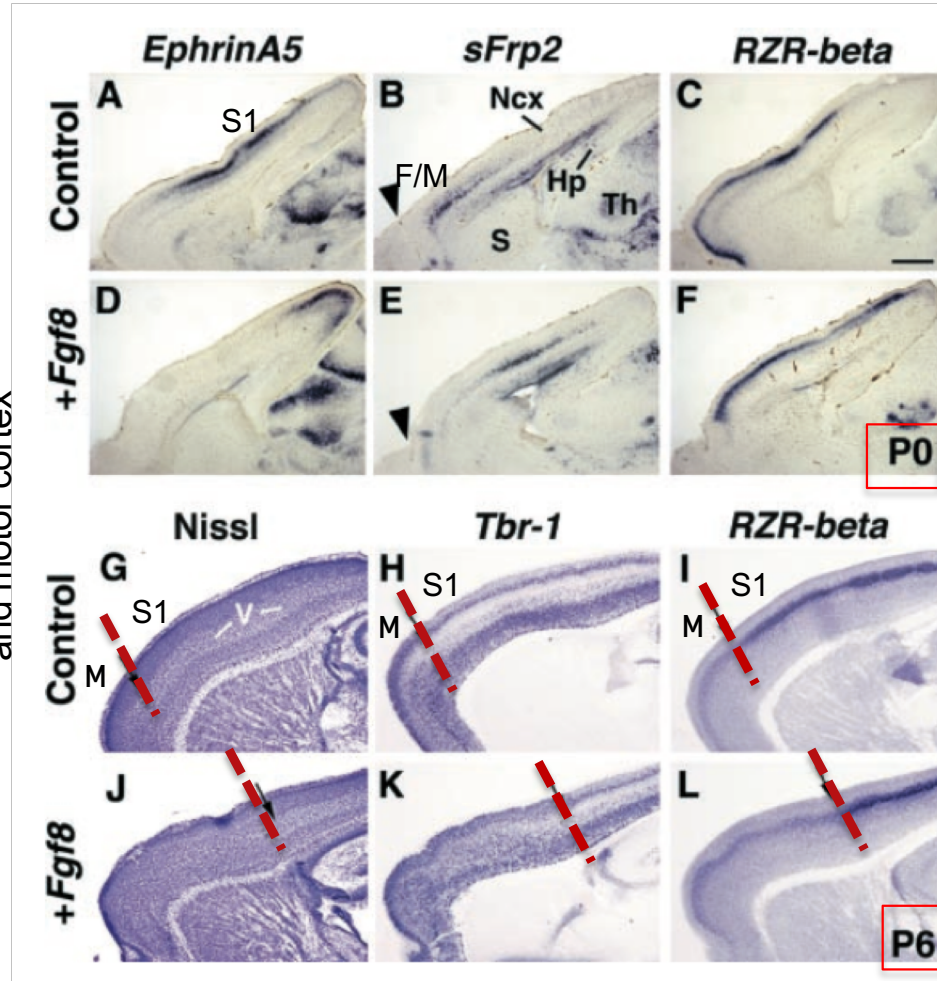 EphrinA5 sFrp2 RZR-beta
Control
A S1
B Ncx F/M Hp Th S
C
+Fgf8
D
E
F P0
and motor cortex
Nissl Tbr-1 RZR-beta
Control
G S1 V M
H S1 M
I S1 M
+Fgf8
J
K
L P6